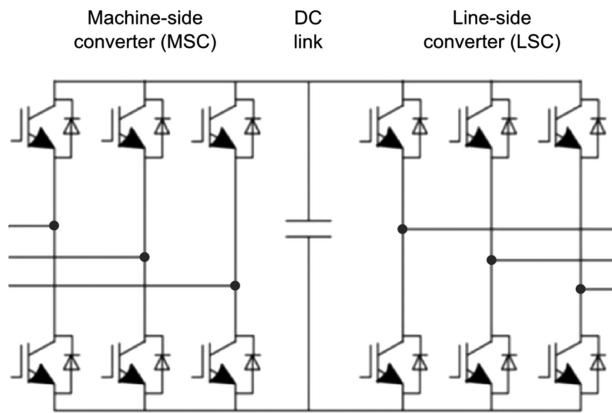 Machine-side
converter (MSC)
DC
link
Line-side
converter (LSC)